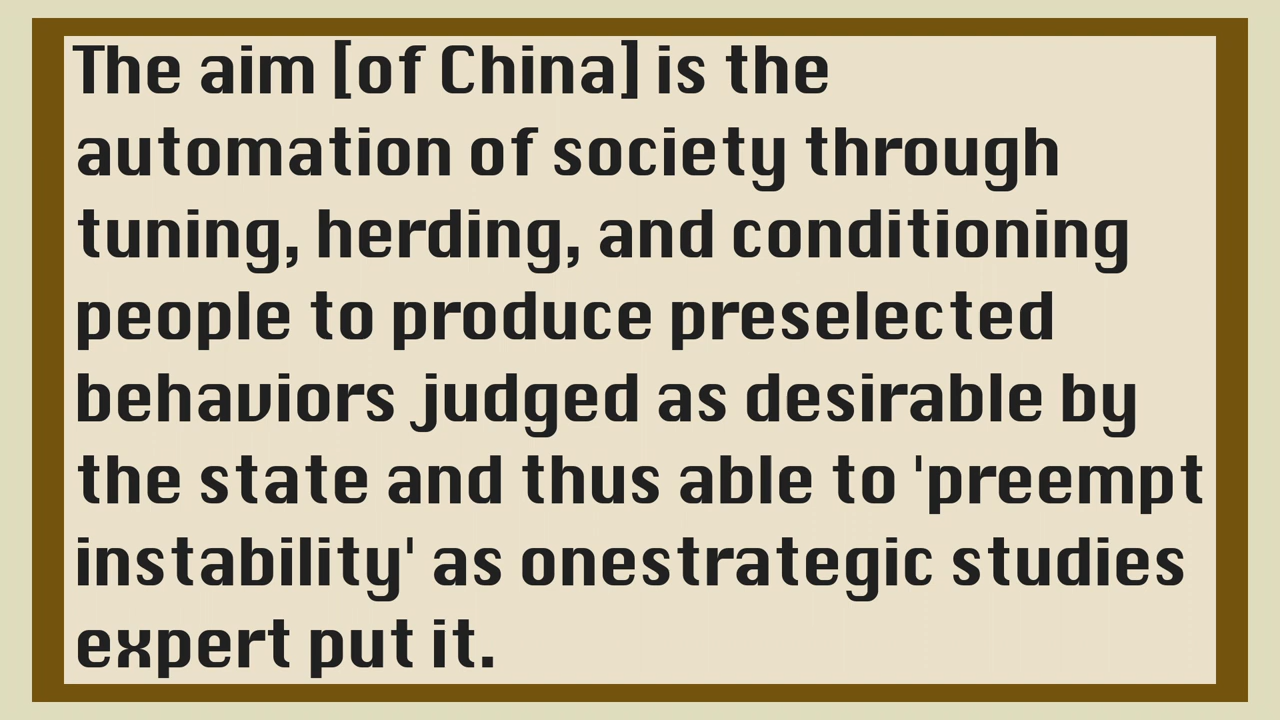 The aim [of China] is the
automation of society through
tuning, herding, and conditioning
people to produce preselected
behaviors judged as desirable by
the state and thus able to 'preempt
instability' as onestrategic studies
expert put it.